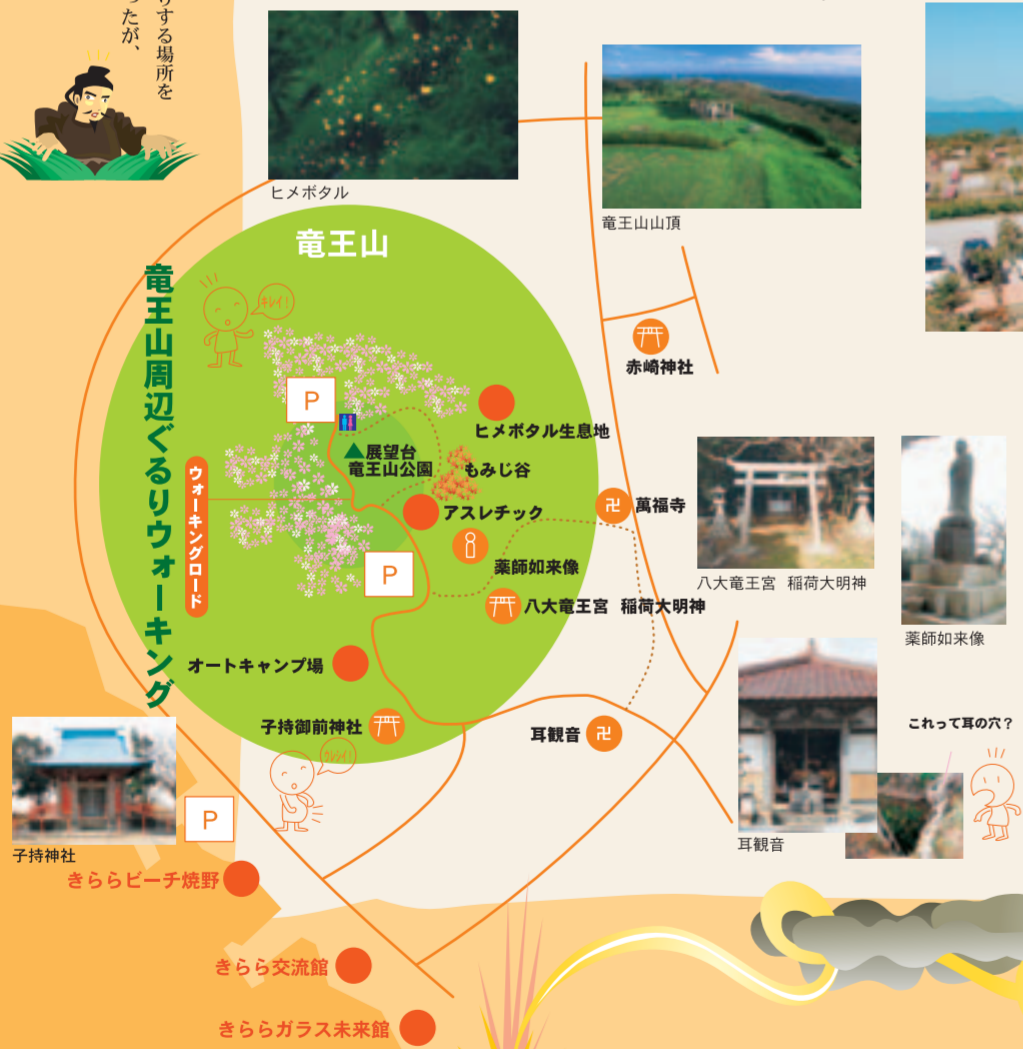 りする場所を
ったが、
ヒメボタル
竜王山山頂
竜王山
竜王山周辺ぐるりウォーキング
キレイ!
赤崎神社
P
ヒメボタル生息地
展望台
竜王山公園
もみじ谷
ウォーキングロード
アスレチック
卍
萬福寺
P
薬師如来像
八大竜王宮 稲荷大明神
八大竜王宮 稲荷大明神
薬師如来像
オートキャンプ場
子持御前神社
ウレシイ!
耳観音
卍
これって耳の穴?
耳観音
P
子持神社
きららビーチ焼野
きらら交流館
きららガラス未来館